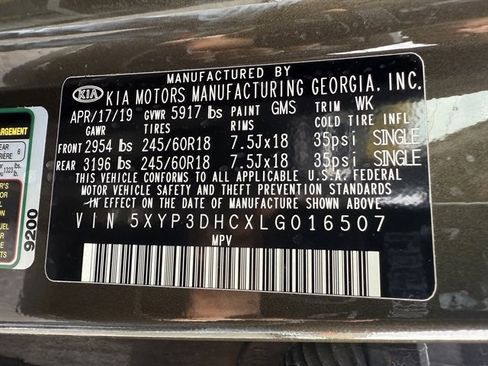 MANUFACTURED BY
KIA KIA MOTORS MANUFACTURING GEORGIA, INC.
APR/17/19 GVWR 5917 lbs PAINT GMS TRIM WK
GAWR TIRES RIMS COLD TIRE INFL
FRONT 2954 lbs 245/60R18 7.5Jx18 35psi SINGLE
REAR 3196 lbs 245/60R18 7.5Jx18 35psi SINGLE
THIS VEHICLE CONFORMS TO ALL APPLICABLE U.S.A. FEDERAL
MOTOR VEHICLE SAFETY AND THEFT PREVENTION STANDARDS
IN EFFECT ON THE DATE OF MANUFACTURE SHOWN ABOVE
VIN 5XYP3DHCXLG016507
MPV
9200